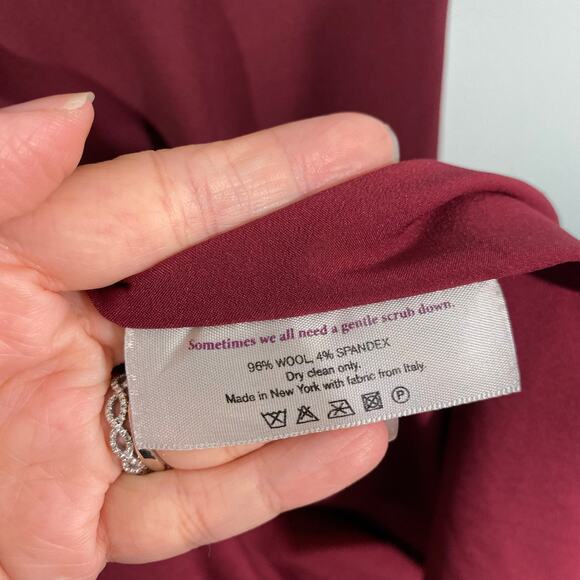 Sometimes we all need a gentle scrub down.
96% WOOL, 4% SPANDEX
Dry clean only.
Made in New York with fabric from Italy.
P